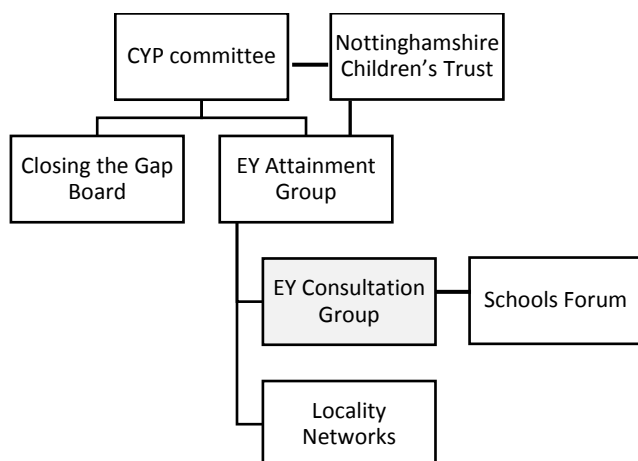 CYP committee
Nottinghamshire
Children’s Trust
Closing the Gap
Board
EY Attainment
Group
EY Consultation
Group
Schools Forum
Locality
Networks